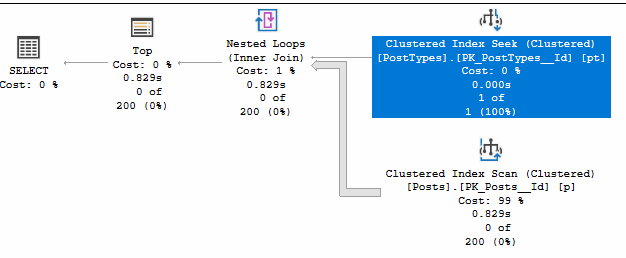 SELECT
Cost: 0 %
Top
Cost: 0 %
0.829s
0 of
200 (0%)
Nested Loops
(Inner Join)
Cost: 1 %
0.829s
0 of
200 (0%)
Clustered Index Seek (Clustered)
[PostTypes].[PK_PostTypes__Id] [pt]
Cost: 0 %
0.000s
1 of
1 (100%)
Clustered Index Scan (Clustered)
[Posts].[PK_Posts__Id] [p]
Cost: 99 %
0.829s
0 of
200 (0%)